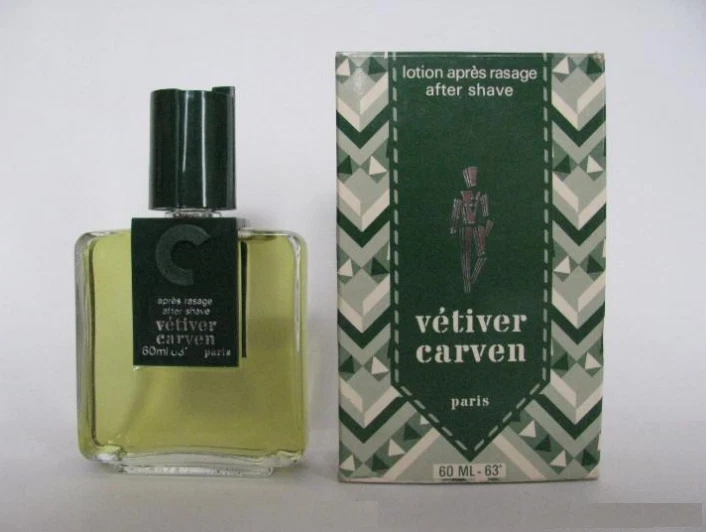 après rasage
after shave
vétiver
carven
60ml 63° paris
lotion après rasage
after shave
vétiver
carven
paris
60 ML - 63°